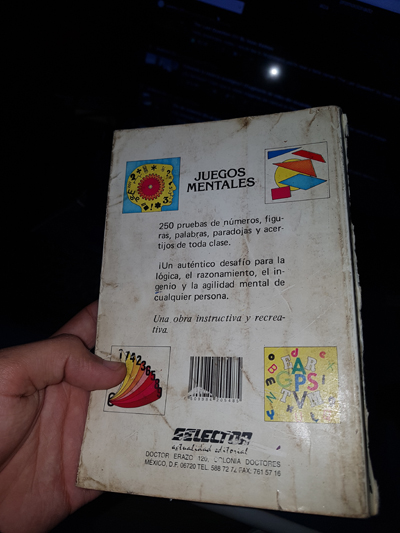 JUEGOS
MENTALES
250 pruebas de números, figu-
ras, palabras, paradojas y acer-
tijos de toda clase.
¡Un auténtico desafío para la
lógica, el razonamiento, el in-
genio y la agilidad mental de
cualquier persona.
Una obra instructiva y recrea-
tiva.
SELECTOR
actualidad editorial
DOCTOR ERAZO COLONIA DOCTORES
MÉXICO, D.F. 06720 TEL. 588 72 72 FAX. 761 57 16